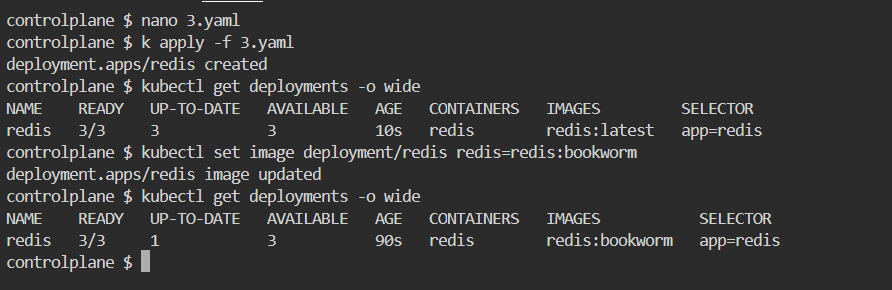 controlplane $ nano 3.yaml
controlplane $ k apply -f 3.yaml
deployment.apps/redis created
controlplane $ kubectl get deployments -o wide
NAME READY UP-TO-DATE AVAILABLE AGE CONTAINERS IMAGES SELECTOR
redis 3/3 3 3 10s redis redis:latest app=redis
controlplane $ kubectl set image deployment/redis redis=redis:bookworm
deployment.apps/redis image updated
controlplane $ kubectl get deployments -o wide
NAME READY UP-TO-DATE AVAILABLE AGE CONTAINERS IMAGES SELECTOR
redis 3/3 1 3 90s redis redis:bookworm app=redis
controlplane $